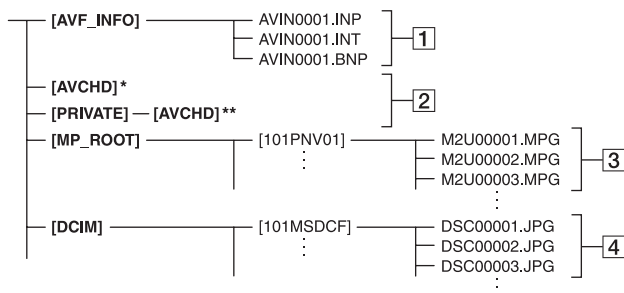 [AVF_INFO] AVIN0001.INP
AVIN0001.INT 1
AVIN0001.BNP
[AVCHD]*
2
[PRIVATE] [AVCHD]**
[MP_ROOT] [101PNV01] M2U00001.MPG
M2U00002.MPG 3
M2U00003.MPG
[DCIM] [101MSDCF] DSC00001.JPG
DSC00002.JPG 4
DSC00003.JPG